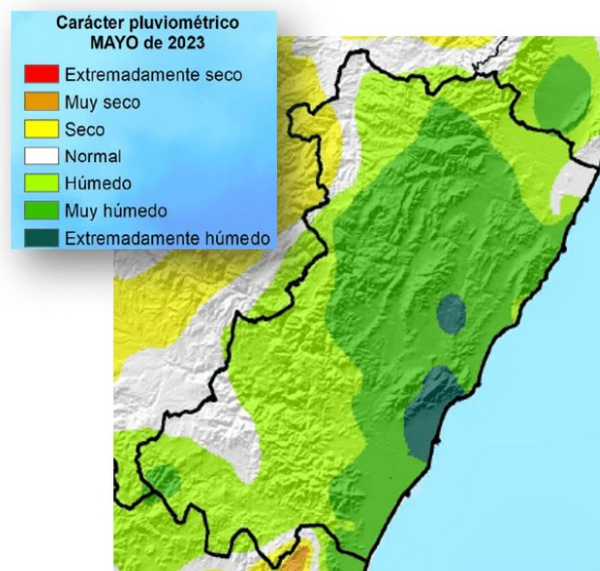 Carácter pluviométrico
MAYO de 2023
Extremadamente seco
Muy seco
Seco
Normal
Húmedo
Muy húmedo
Extremadamente húmedo